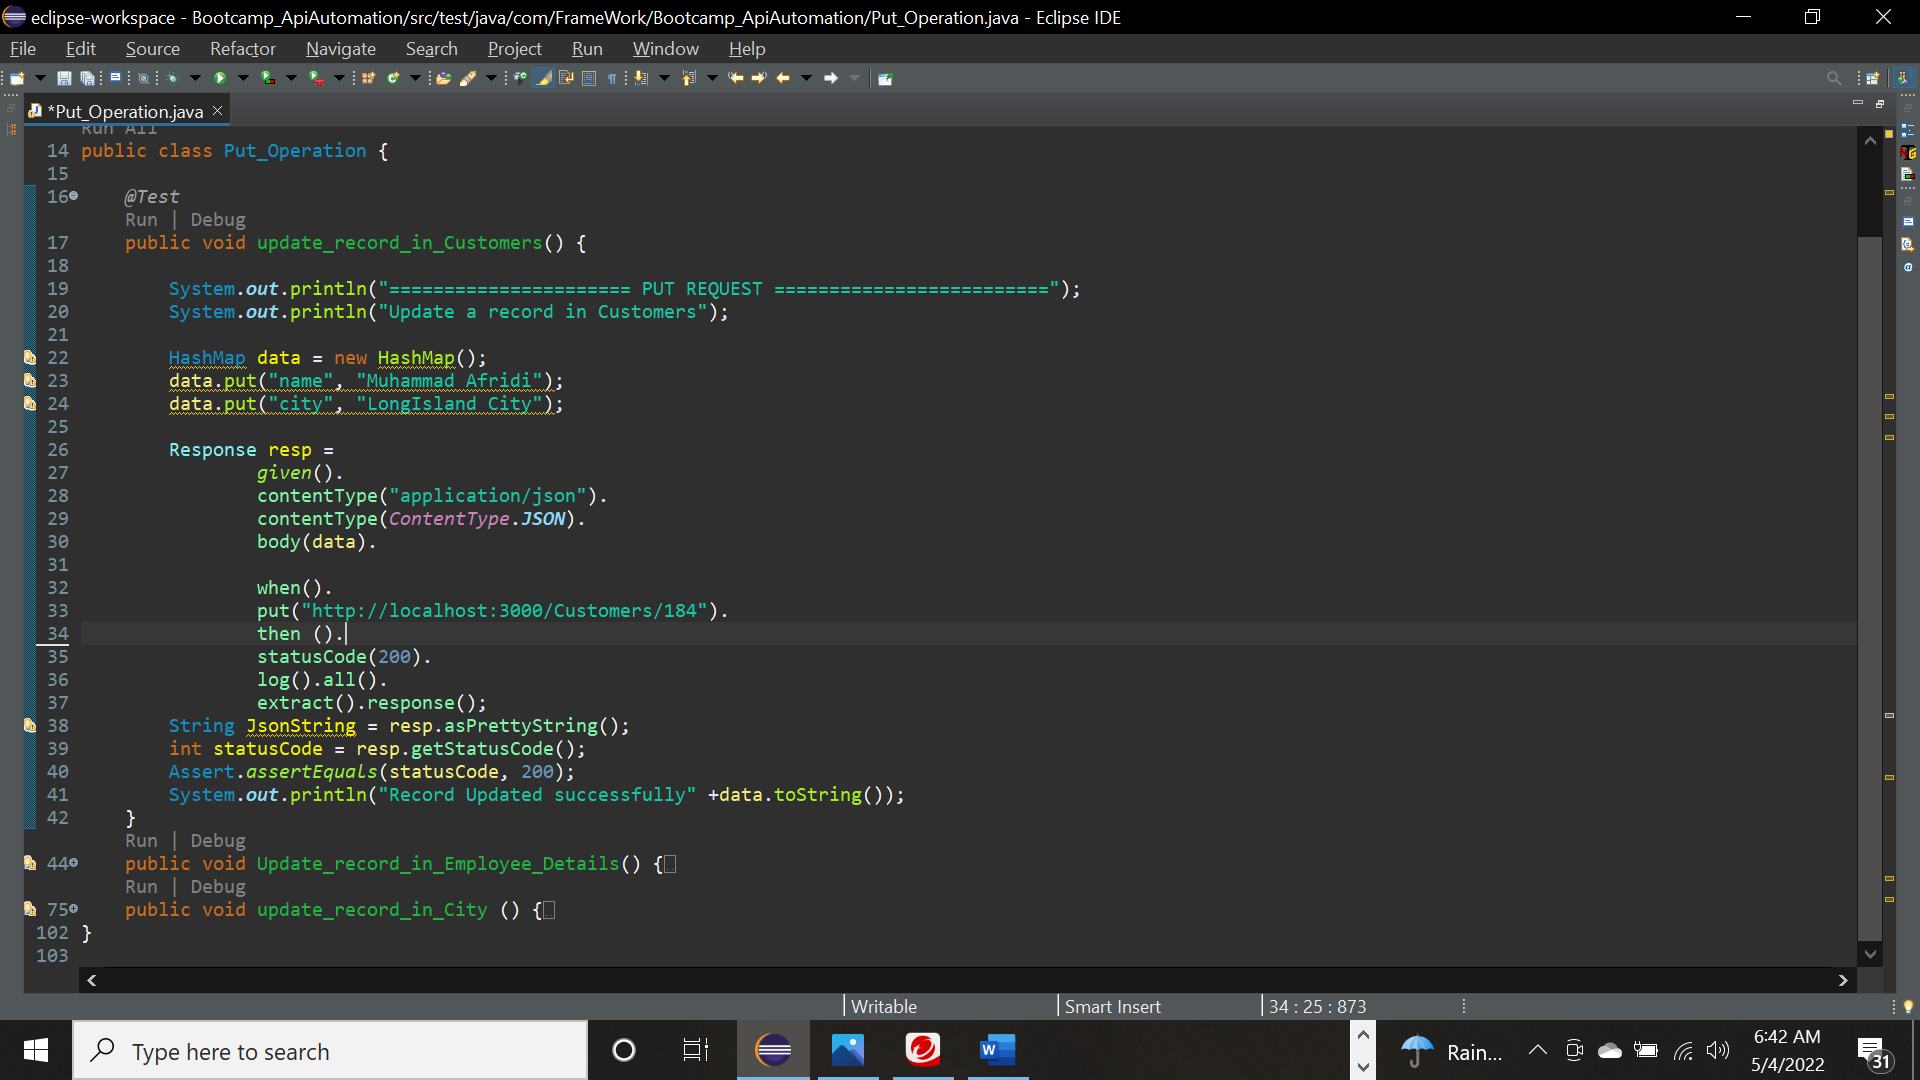 eclipse-workspace - Bootcamp_ApiAutomation/src/test/java/com/FrameWork/Bootcamp_ApiAutomation/Put_Operation.java - Eclipse IDE
File Edit Source Refactor Navigate Search Project Run Window Help
*Put_Operation.java
Run All
14 public class Put_Operation {
15
16 @Test
Run | Debug
17 public void update_record_in_Customers() {
18
19 System.out.println("====================== PUT REQUEST =========================");
20 System.out.println("Update a record in Customers");
21
22 HashMap data = new HashMap();
23 data.put("name", "Muhammad Afridi");
24 data.put("city", "LongIsland City");
25
26 Response resp =
27 given().
28 contentType("application/json").
29 contentType(ContentType.JSON).
30 body(data).
31
32 when().
33 put("http://localhost:3000/Customers/184").
34 then ().
35 statusCode(200).
36 log().all().
37 extract().response();
38 String JsonString = resp.asPrettyString();
39 int statusCode = resp.getStatusCode();
40 Assert.assertEquals(statusCode, 200);
41 System.out.println("Record Updated successfully" +data.toString());
42 }
Run | Debug
44 public void Update_record_in_Employee_Details() {
Run | Debug
75 public void update_record_in_City () {
102 }
103
Writable Smart Insert 34 : 25 : 873
Type here to search
Rain...
6:42 AM
5/4/2022
31